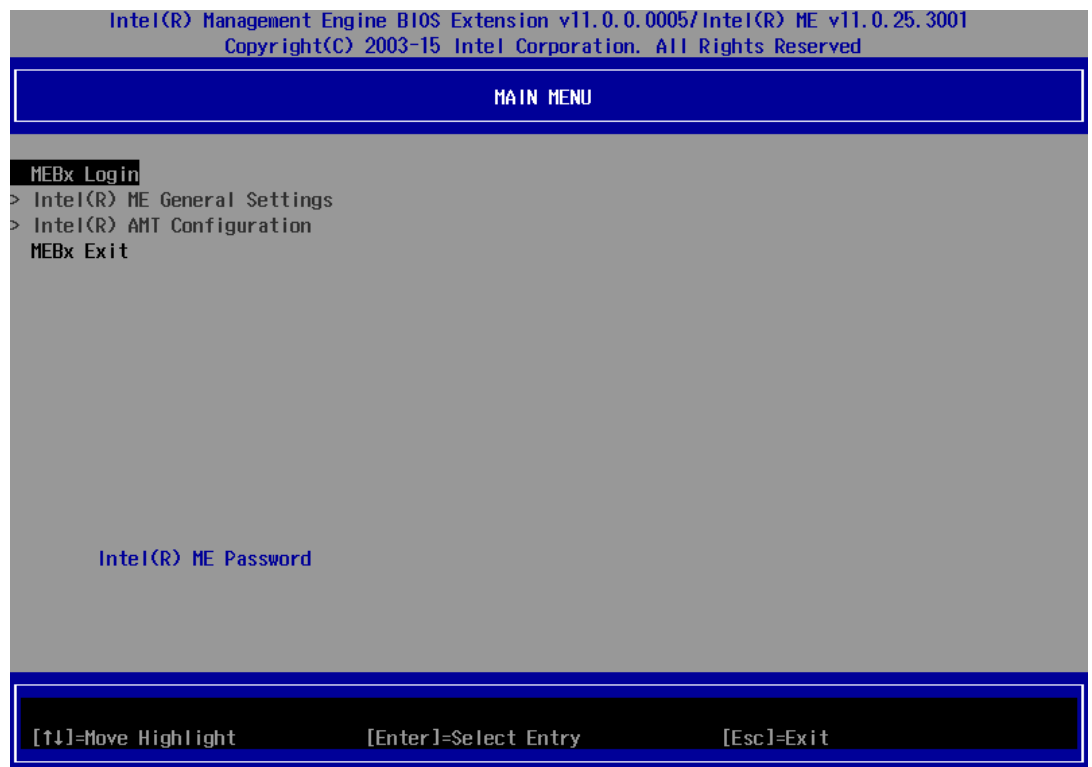 Intel(R) Management Engine BIOS Extension v11.0.0.0005/Intel(R) ME v11.0.25.3001
Copyright(C) 2003-15 Intel Corporation. All Rights Reserved
MAIN MENU
MEBx Login
> Intel(R) ME General Settings
> Intel(R) AMT Configuration
MEBx Exit
Intel(R) ME Password
[↑↓]=Move Highlight [Enter]=Select Entry [Esc]=Exit